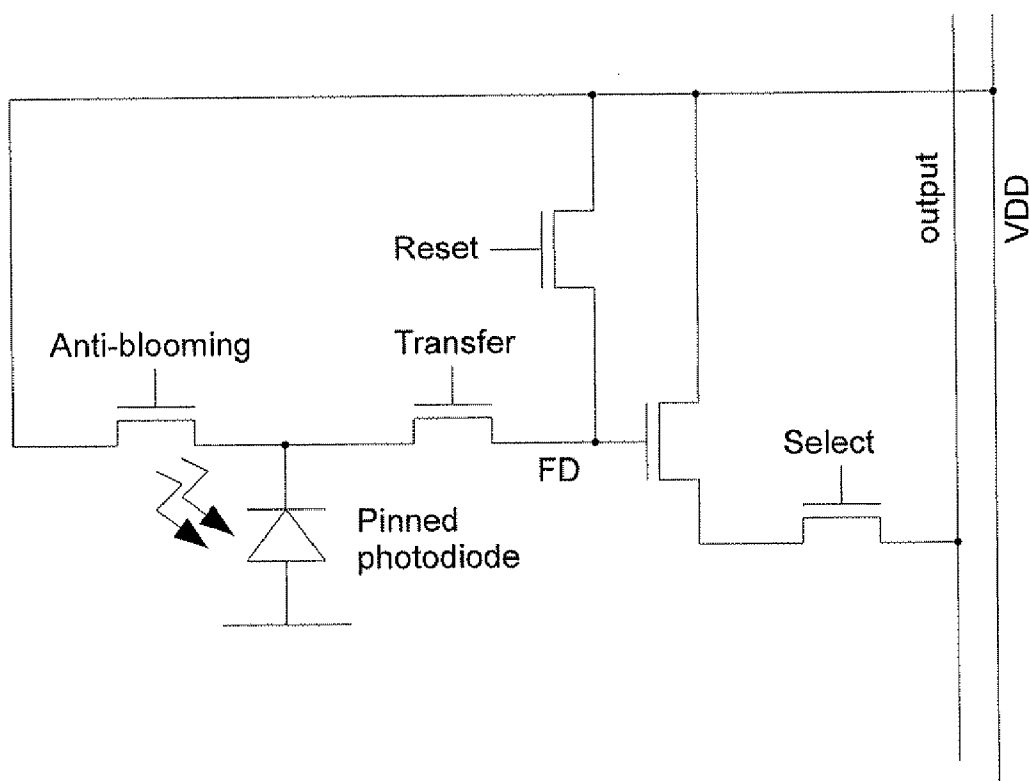 output
VDD
Reset
Anti-blooming
Transfer
FD
Select
Pinned
photodiode